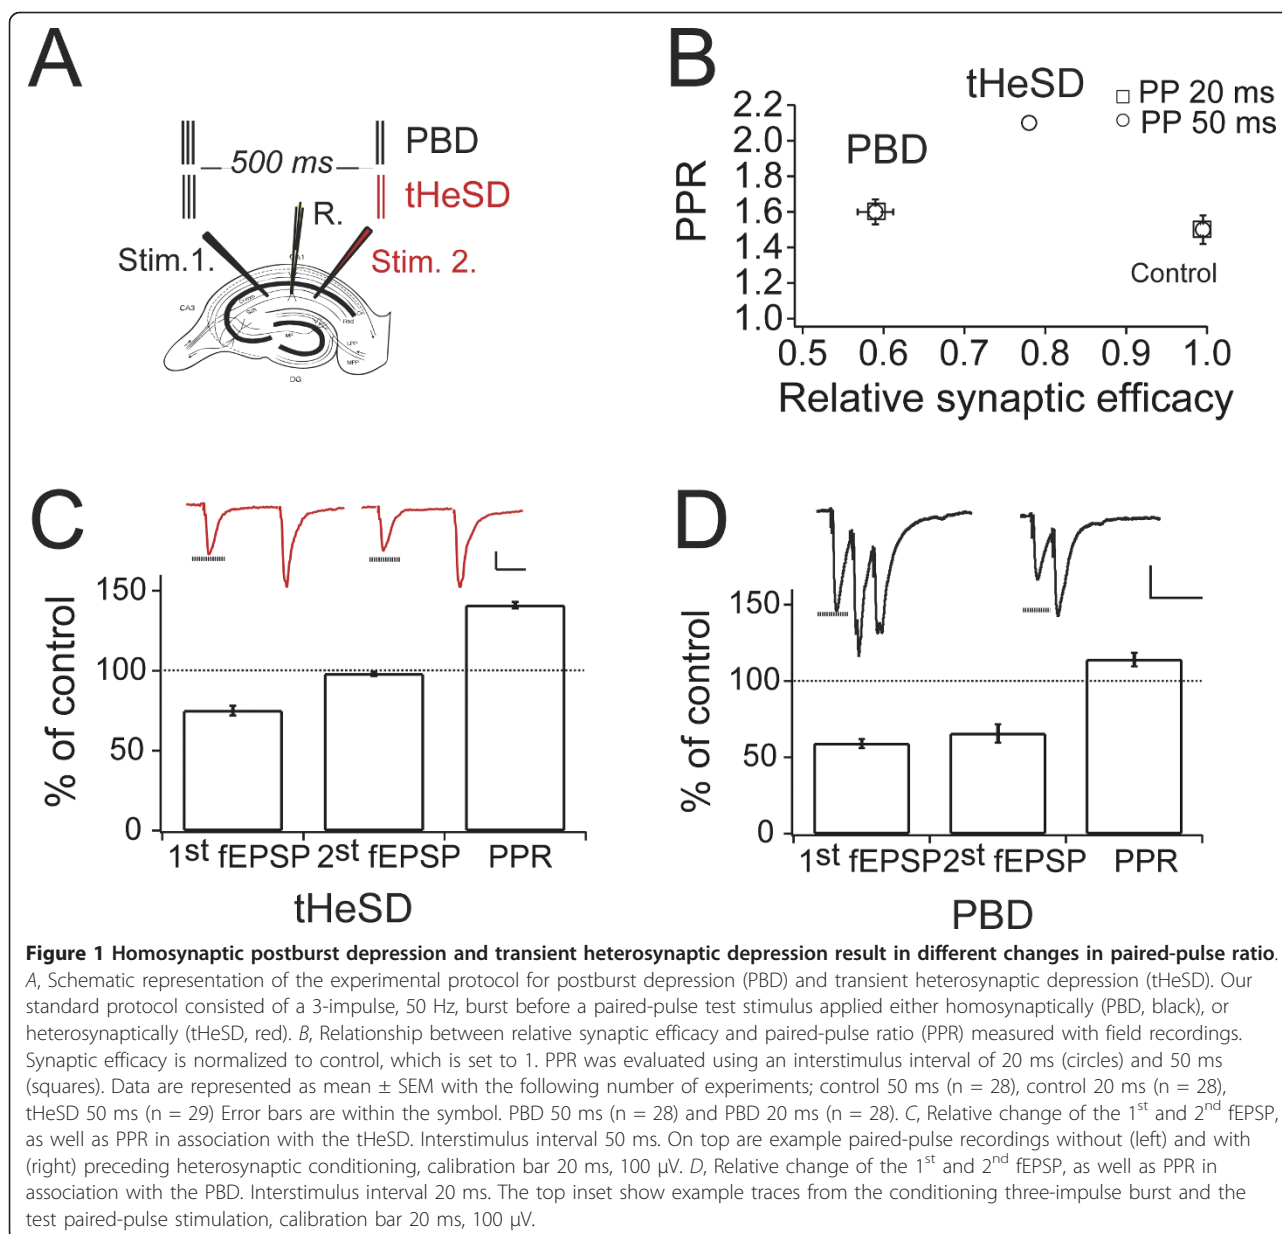 A
PBD
500 ms
tHeSD
R.
Stim.1.
Stim. 2.
CA3
DG
MF
LPP
MPP
Sch
B
tHeSD
PP 20 ms
PP 50 ms
PBD
Control
PPR
2.2
2.0
1.8
1.6
1.4
1.2
1.0
0.5 0.6 0.7 0.8 0.9 1.0
Relative synaptic efficacy
C
% of control
150
100
50
0
1st fEPSP 2st fEPSP PPR
tHeSD
D
% of control
150
100
50
0
1st fEPSP2st fEPSP PPR
PBD
Figure 1 Homosynaptic postburst depression and transient heterosynaptic depression result in different changes in paired-pulse ratio.
A, Schematic representation of the experimental protocol for postburst depression (PBD) and transient heterosynaptic depression (tHeSD). Our
standard protocol consisted of a 3-impulse, 50 Hz, burst before a paired-pulse test stimulus applied either homosynaptically (PBD, black), or
heterosynaptically (tHeSD, red). B, Relationship between relative synaptic efficacy and paired-pulse ratio (PPR) measured with field recordings.
Synaptic efficacy is normalized to control, which is set to 1. PPR was evaluated using an interstimulus interval of 20 ms (circles) and 50 ms
(squares). Data are represented as mean ± SEM with the following number of experiments; control 50 ms (n = 28), control 20 ms (n = 28),
tHeSD 50 ms (n = 29) Error bars are within the symbol. PBD 50 ms (n = 28) and PBD 20 ms (n = 28). C, Relative change of the 1st and 2nd fEPSP,
as well as PPR in association with the tHeSD. Interstimulus interval 50 ms. On top are example paired-pulse recordings without (left) and with
(right) preceding heterosynaptic conditioning, calibration bar 20 ms, 100 μV. D, Relative change of the 1st and 2nd fEPSP, as well as PPR in
association with the PBD. Interstimulus interval 20 ms. The top inset show example traces from the conditioning three-impulse burst and the
test paired-pulse stimulation, calibration bar 20 ms, 100 μV.